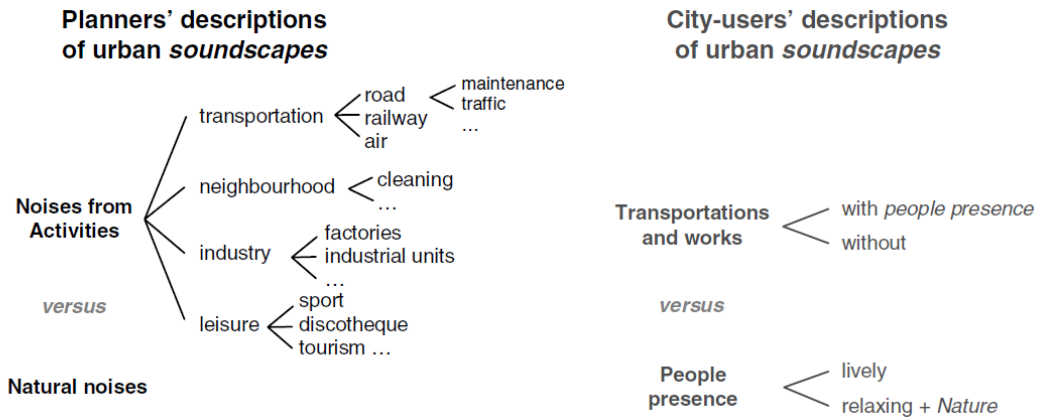 Planners' descriptions
of urban soundscapes
transportation
road
railway
air
maintenance
traffic
...
neighbourhood
cleaning
...
Noises from
Activities
industry
factories
industrial units
...
versus
leisure
sport
discotheque
tourism ...
Natural noises
City-users' descriptions
of urban soundscapes
Transportations
and works
with people presence
without
versus
People
presence
lively
relaxing + Nature